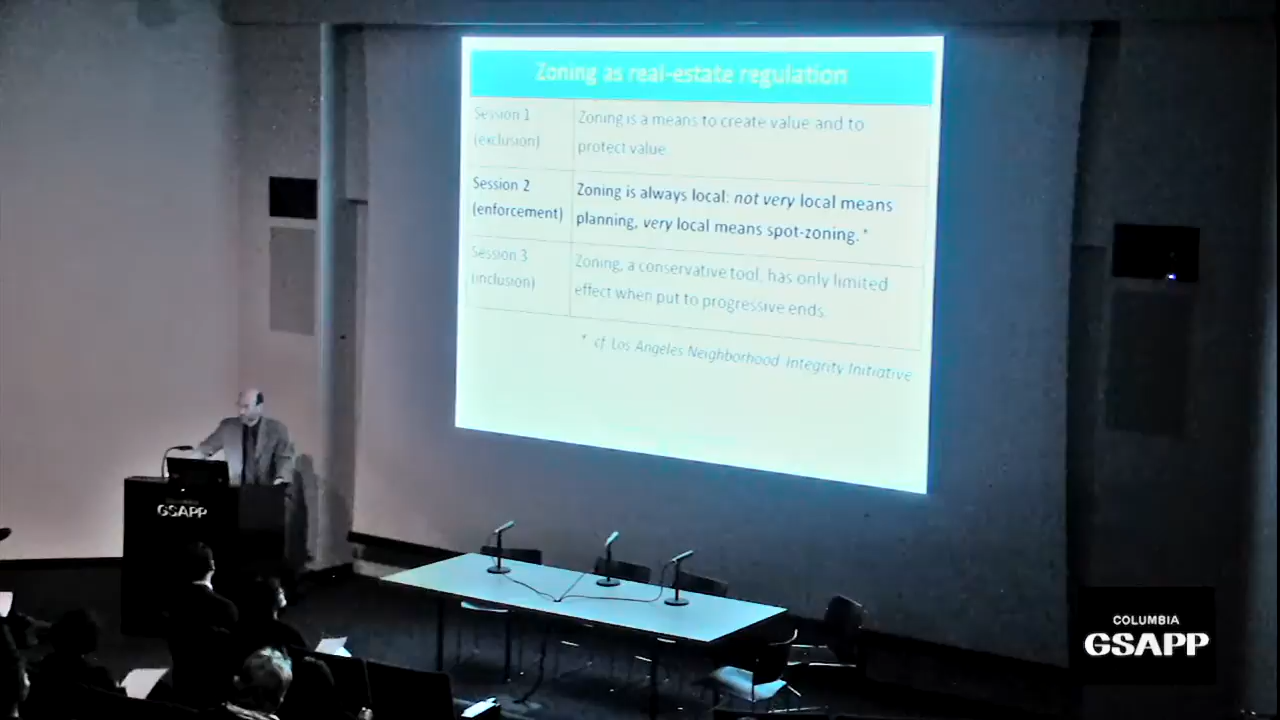 Zoning as real-estate regulation
Session 1
(exclusion)
Zoning is a means to create value and to
protect value.
Session 2
(enforcement)
Zoning is always local: not very local means
planning, very local means spot-zoning.*
Session 3
(inclusion)
Zoning, a conservative tool, has only limited
effect when put to progressive ends.
* cf Los Angeles Neighborhood Integrity Initiative
COLUMBIA
GSAPP
COLUMBIA
GSAPP